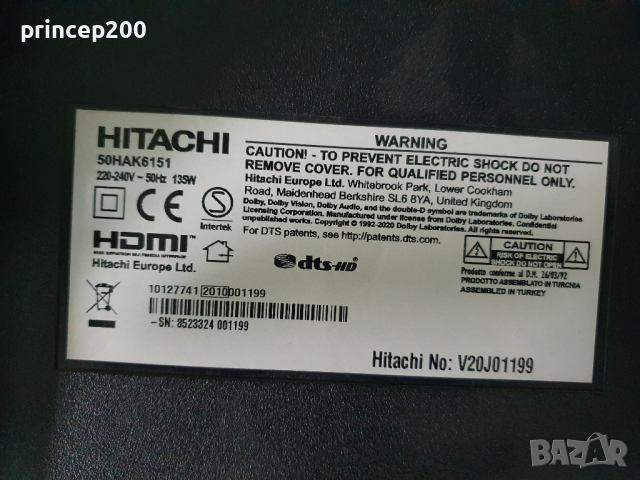 princep200
HITACHI
50HAK6151
220-240V ~ 50Hz 135W
CE
Intertek
HDMI
HIGH DEFINITION MULTIMEDIA INTERFACE
Hitachi Europe Ltd.
WARNING
CAUTION! - TO PREVENT ELECTRIC SHOCK DO NOT
REMOVE COVER. FOR QUALIFIED PERSONNEL ONLY.
Hitachi Europe Ltd. Whitebrook Park, Lower Cookham
Road, Maidenhead Berkshire SL6 8YA, United Kingdom
Dolby, Dolby Vision, Dolby Audio, and the double-D symbol are trademarks of Dolby Laboratories
Licensing Corporation. Manufactured under license from Dolby Laboratories. Confidential
unpublished works. Copyright © 1992-2020 Dolby Laboratories. All rights reserved.
For DTS patents, see http://patents.dts.com.
dts-HD
CAUTION
RISK OF ELECTRIC
SHOCK DO NOT OPEN
Prodotto conforme al D.M. 26/03/92
PRODOTTO ASSEMBLATO IN TURCHIA
ASSEMBLED IN TURKEY
10127741 2010 001199
-SN: 8523324 001199
Hitachi No: V20J01199
BAZAR